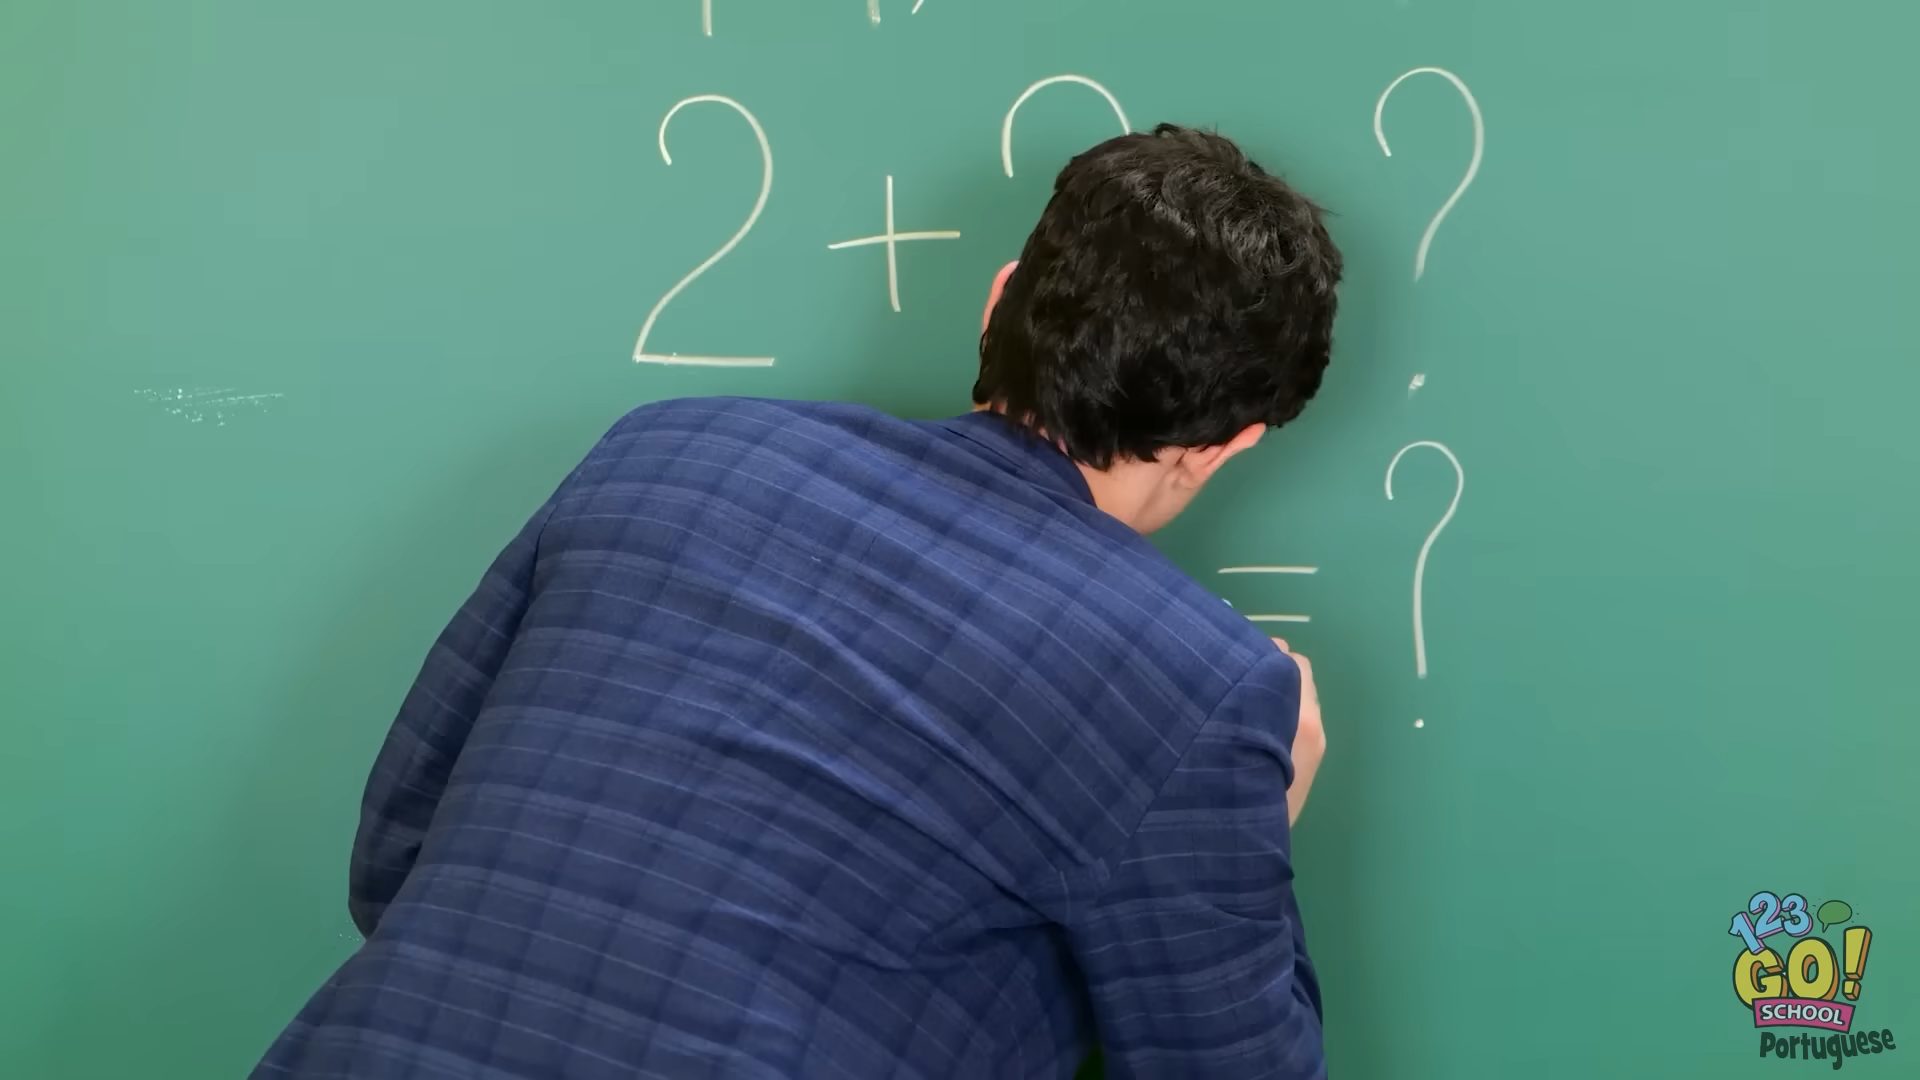 2 + ?
= ?
123
GO!
SCHOOL
Portuguese